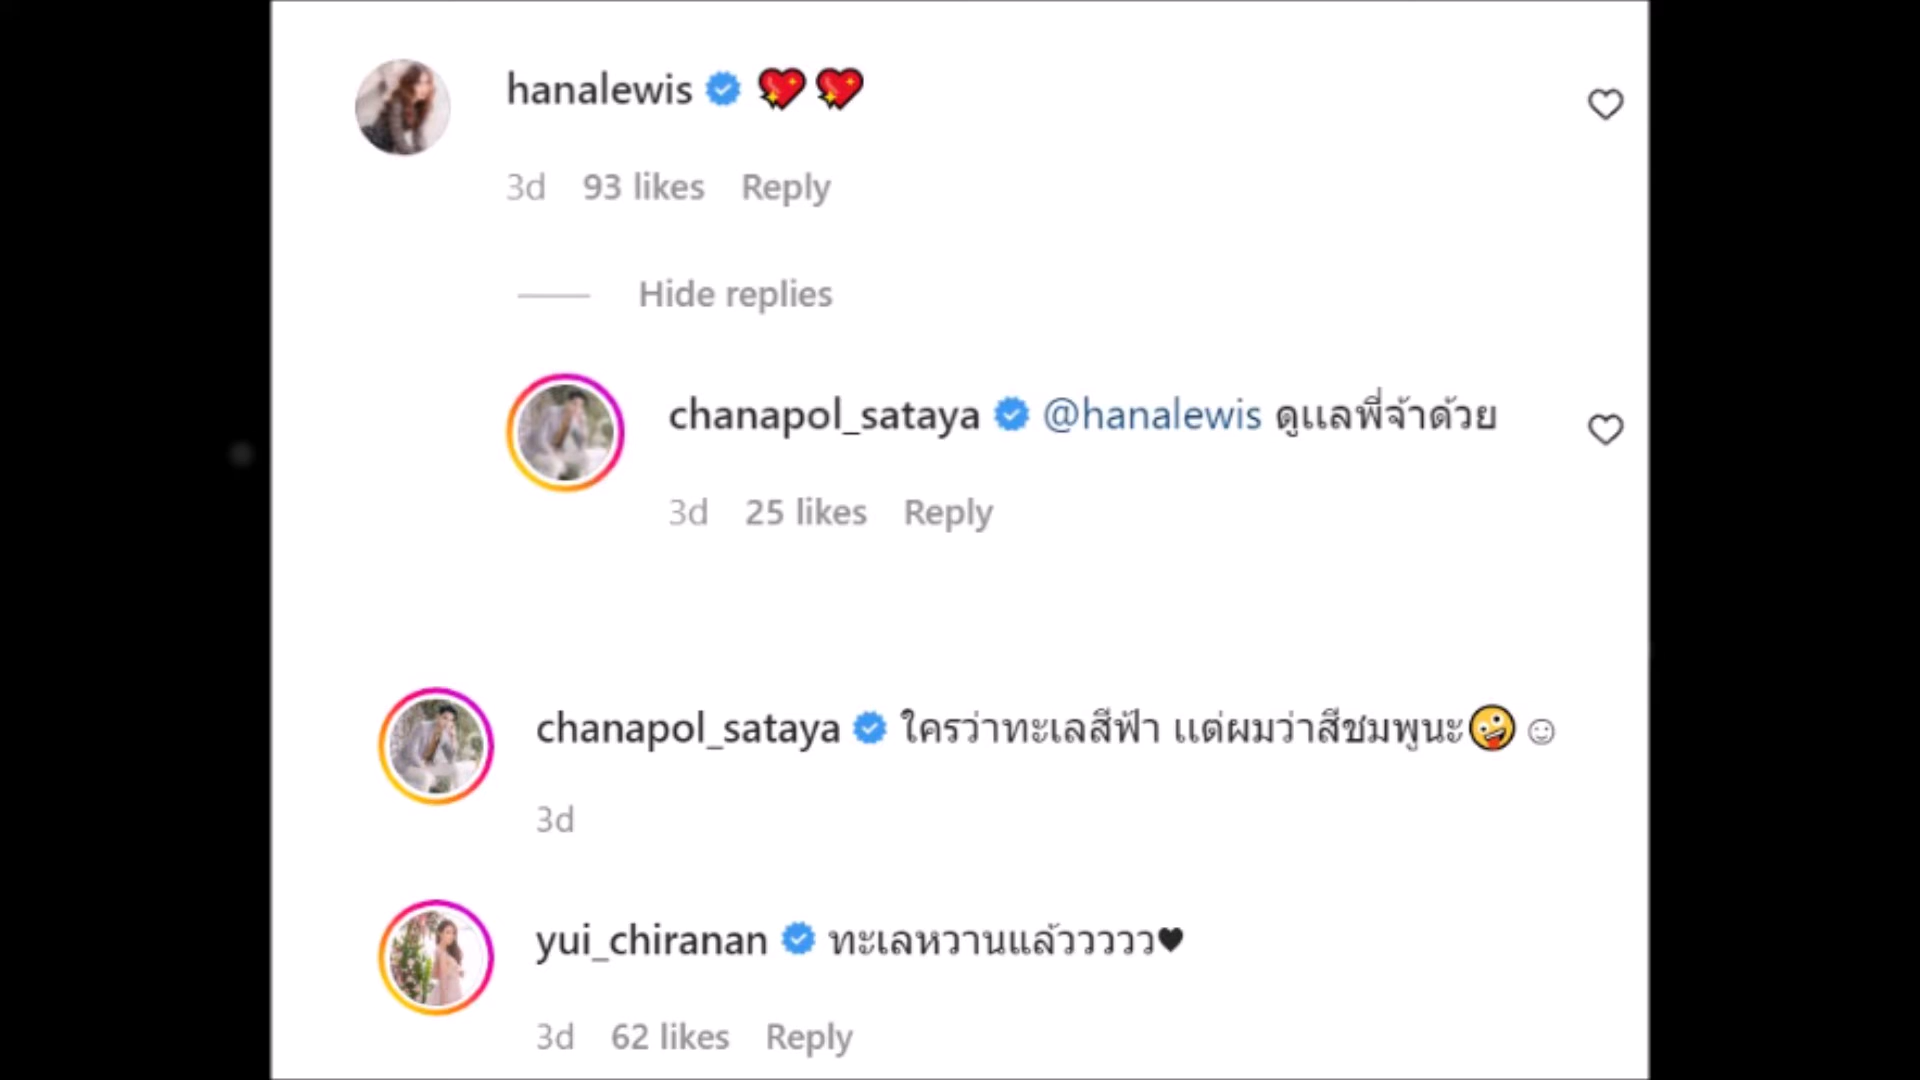 hanalewis 💖💖
3d 93 likes Reply
Hide replies
chanapol_sataya @hanalewis ดูแลพี่จ้าด้วย
3d 25 likes Reply
chanapol_sataya ใครว่าทะเลสีฟ้า แต่ผมว่าสีชมพูนะ🤪☺
3d
yui_chiranan ทะเลหวานแล้ววววว♥
3d 62 likes Reply